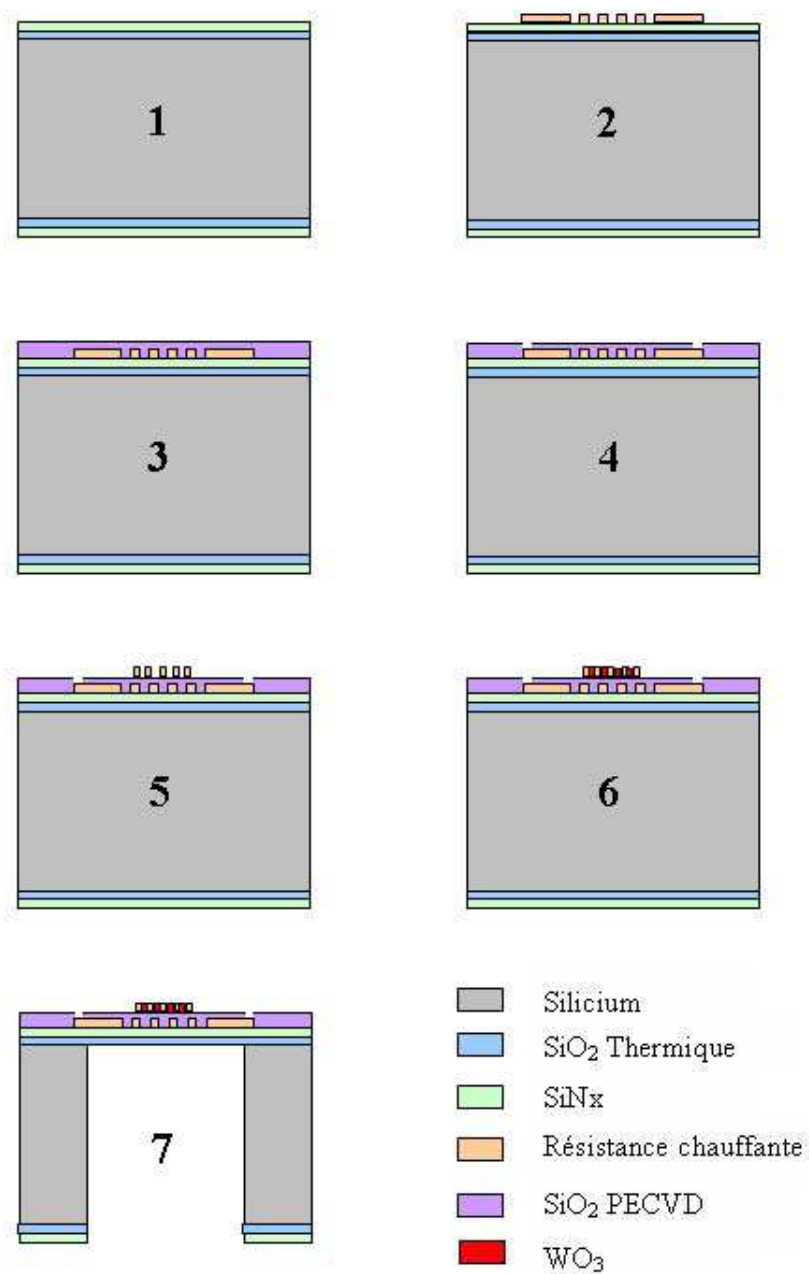 1
2
3
4
5
6
7
Silicium
SiO₂ Thermique
SiNx
Résistance chauffante
SiO₂ PECVD
WO₃